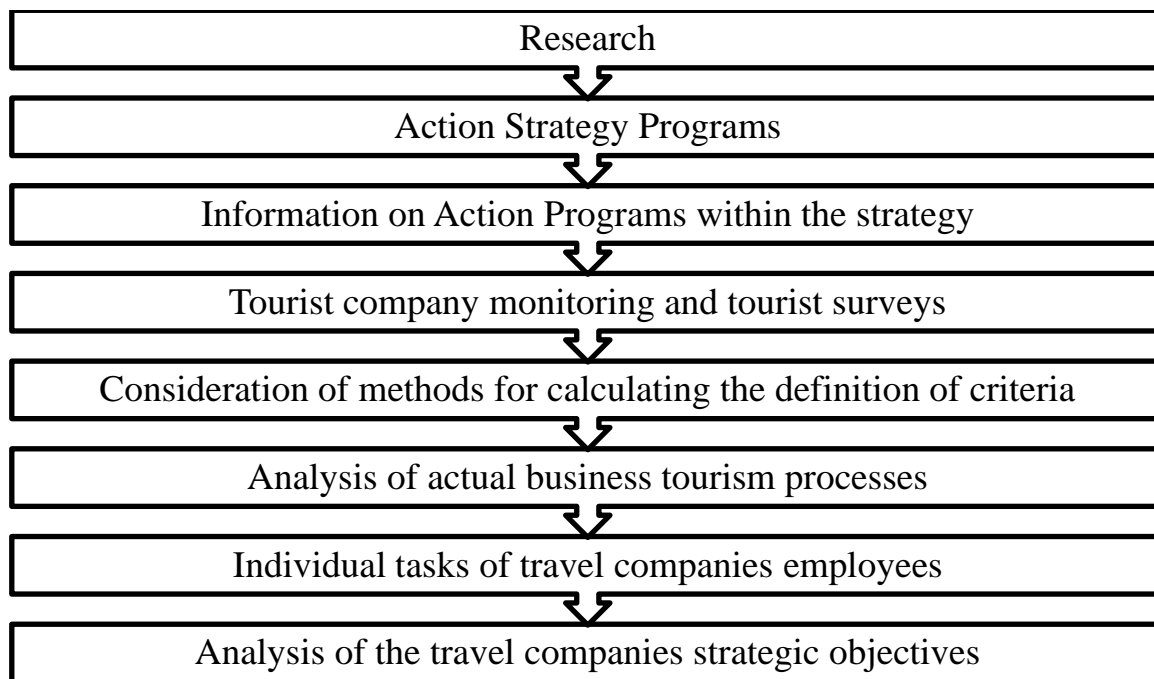 Research
Action Strategy Programs
Information on Action Programs within the strategy
Tourist company monitoring and tourist surveys
Consideration of methods for calculating the definition of criteria
Analysis of actual business tourism processes
Individual tasks of travel companies employees
Analysis of the travel companies strategic objectives